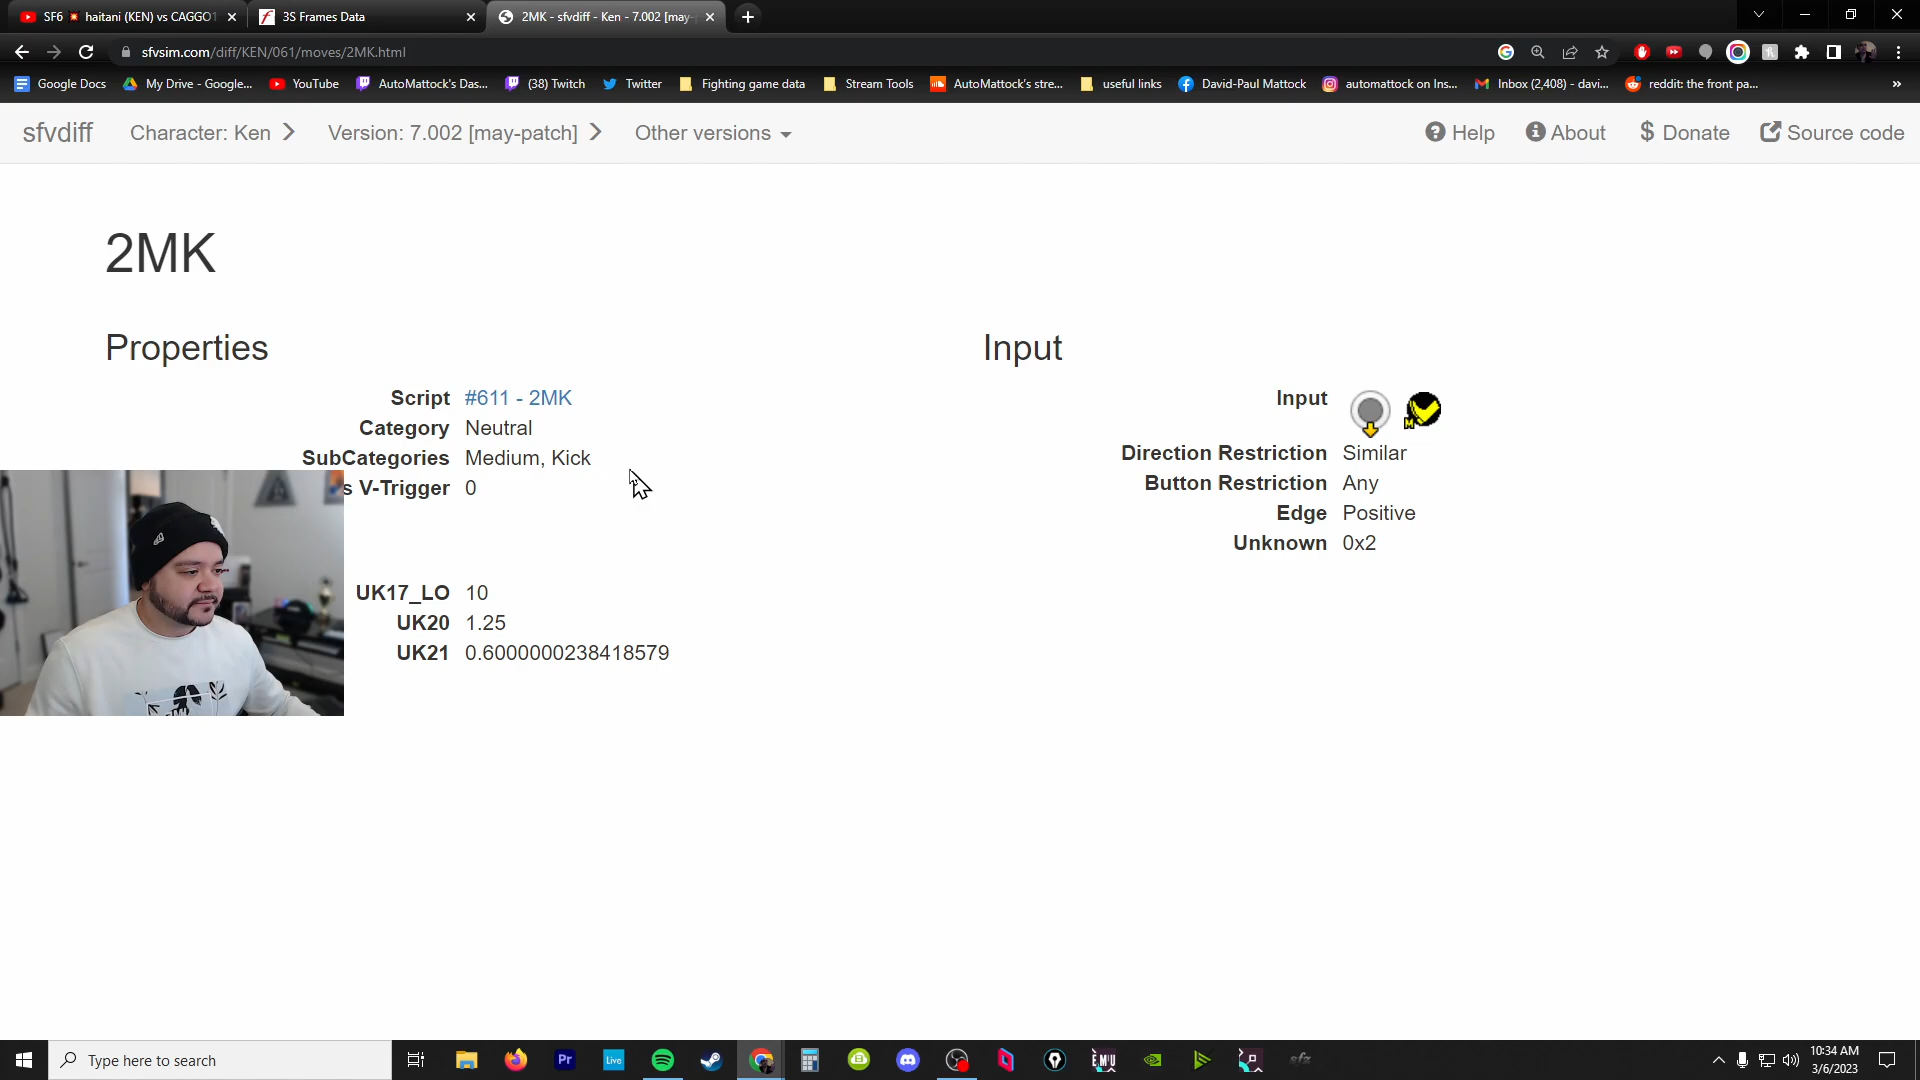 SF6 💥 haitani (KEN) vs CAGGO
3S Frames Data
2MK - sfvdiff - Ken - 7.002 [may-
sfvsim.com/diff/KEN/061/moves/2MK.html
Google Docs
My Drive - Google...
YouTube
AutoMattock's Das...
(38) Twitch
Twitter
Fighting game data
Stream Tools
AutoMattock's stre...
useful links
David-Paul Mattock
automattock on Ins...
Inbox (2,408) - davi...
reddit: the front pa...
»
sfvdiff
Character: Ken
Version: 7.002 [may-patch]
Other versions
Help
About
$ Donate
Source code
2MK
Properties
Script #611 - 2MK
Category Neutral
SubCategories Medium, Kick
s V-Trigger 0
UK17_LO 10
UK20 1.25
UK21 0.6000000238418579
Input
Input M
Direction Restriction Similar
Button Restriction Any
Edge Positive
Unknown 0x2
Type here to search
Pr
Live
EMU
sfx
10:34 AM
3/6/2023